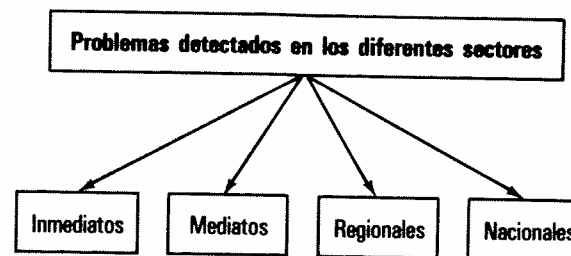 Problemas detectados en los diferentes sectores
Inmediatos
Mediatos
Regionales
Nacionales